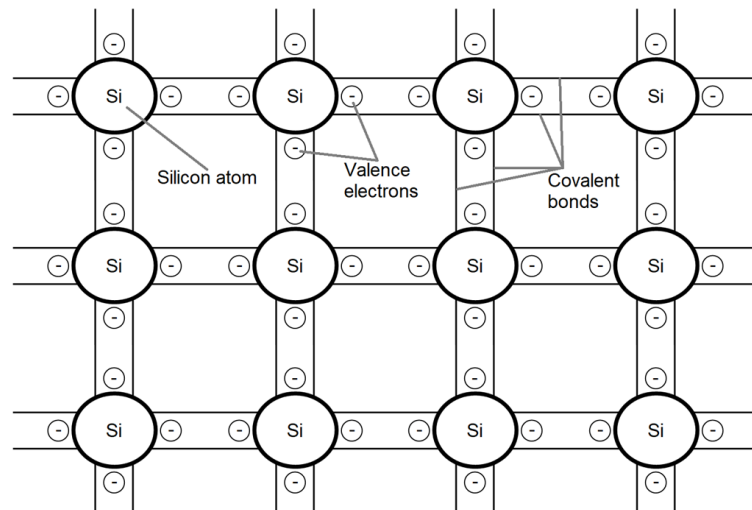 - - - -
- Si - - Si - - Si - - Si -
- - - -
Silicon atom
Valence
electrons
Covalent
bonds
- - - -
- Si - - Si - - Si - - Si -
- - - -
- - - -
- Si - - Si - - Si - - Si -
- - - -